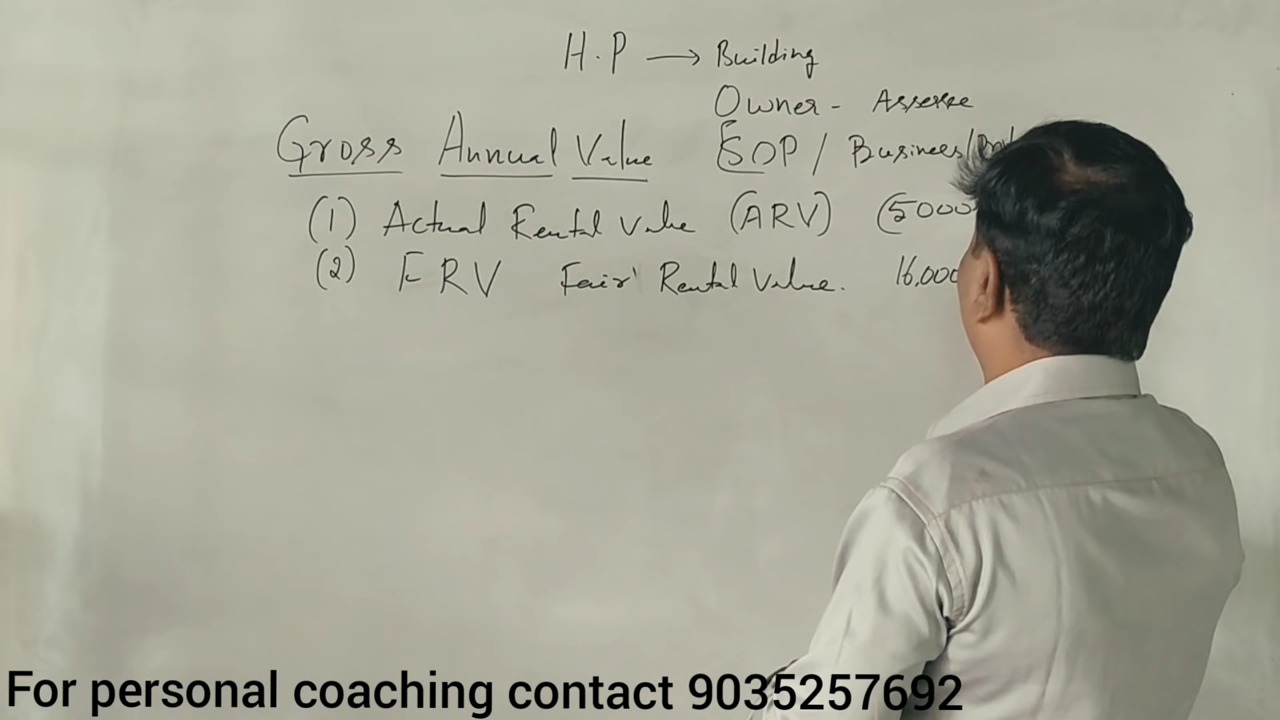 H.P → Building
Owner - Assessee
Gross Annual Value SOP / Business/
(1) Actual Rental Value (ARV) (5000
(2) FRV Fair Rental Value. 16,000
For personal coaching contact 9035257692